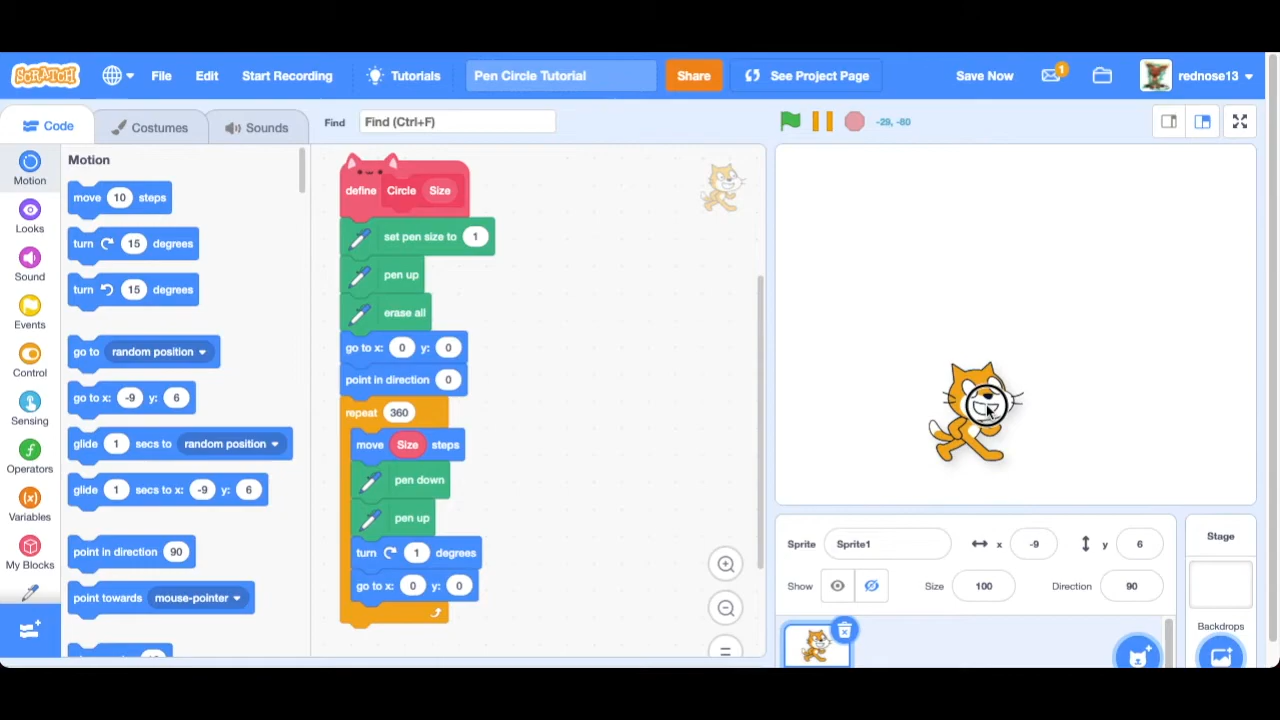 SCRATCH File Edit Start Recording Tutorials Pen Circle Tutorial Share See Project Page Save Now 1 rednose13
Code Costumes Sounds Find Find (Ctrl+F) -29, -80
Motion
Looks
Sound
Events
Control
Sensing
Operators
Variables
My Blocks
Motion
move 10 steps
turn 15 degrees
turn 15 degrees
go to random position
go to x: -9 y: 6
glide 1 secs to random position
glide 1 secs to x: -9 y: 6
point in direction 90
point towards mouse-pointer
define Circle Size
set pen size to 1
pen up
erase all
go to x: 0 y: 0
point in direction 0
repeat 360
move Size steps
pen down
pen up
turn 1 degrees
go to x: 0 y: 0
Sprite Sprite1 x -9 y 6
Show Size 100 Direction 90
Stage
Backdrops